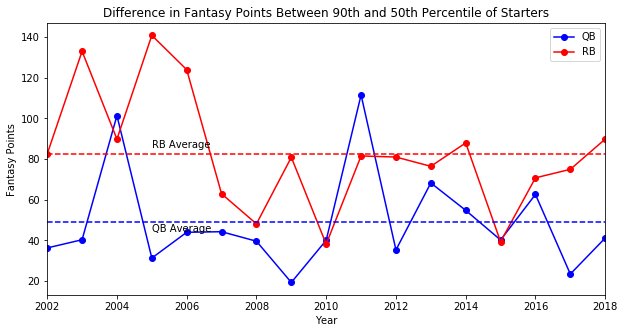 Difference in Fantasy Points Between 90th and 50th Percentile of Starters
QB
RB
140
120
100
80
60
40
20
Fantasy Points
RB Average
QB Average
2002 2004 2006 2008 2010 2012 2014 2016 2018
Year